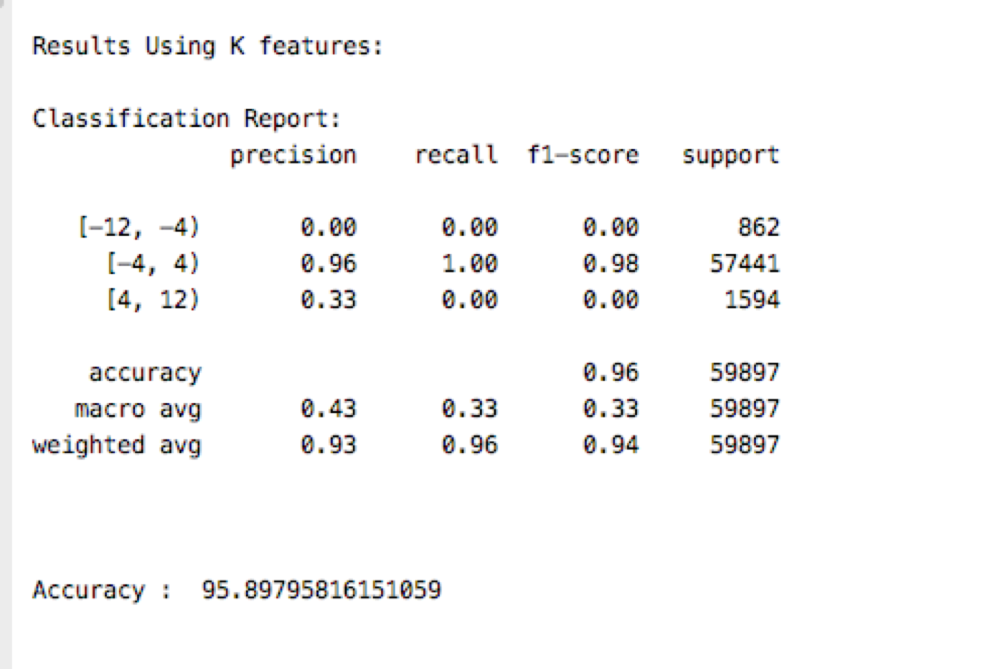 Results Using K features:
Classification Report:
precision recall f1-score support
[-12, -4) 0.00 0.00 0.00 862
[-4, 4) 0.96 1.00 0.98 57441
[4, 12) 0.33 0.00 0.00 1594
accuracy 0.96 59897
macro avg 0.43 0.33 0.33 59897
weighted avg 0.93 0.96 0.94 59897
Accuracy : 95.89795816151059